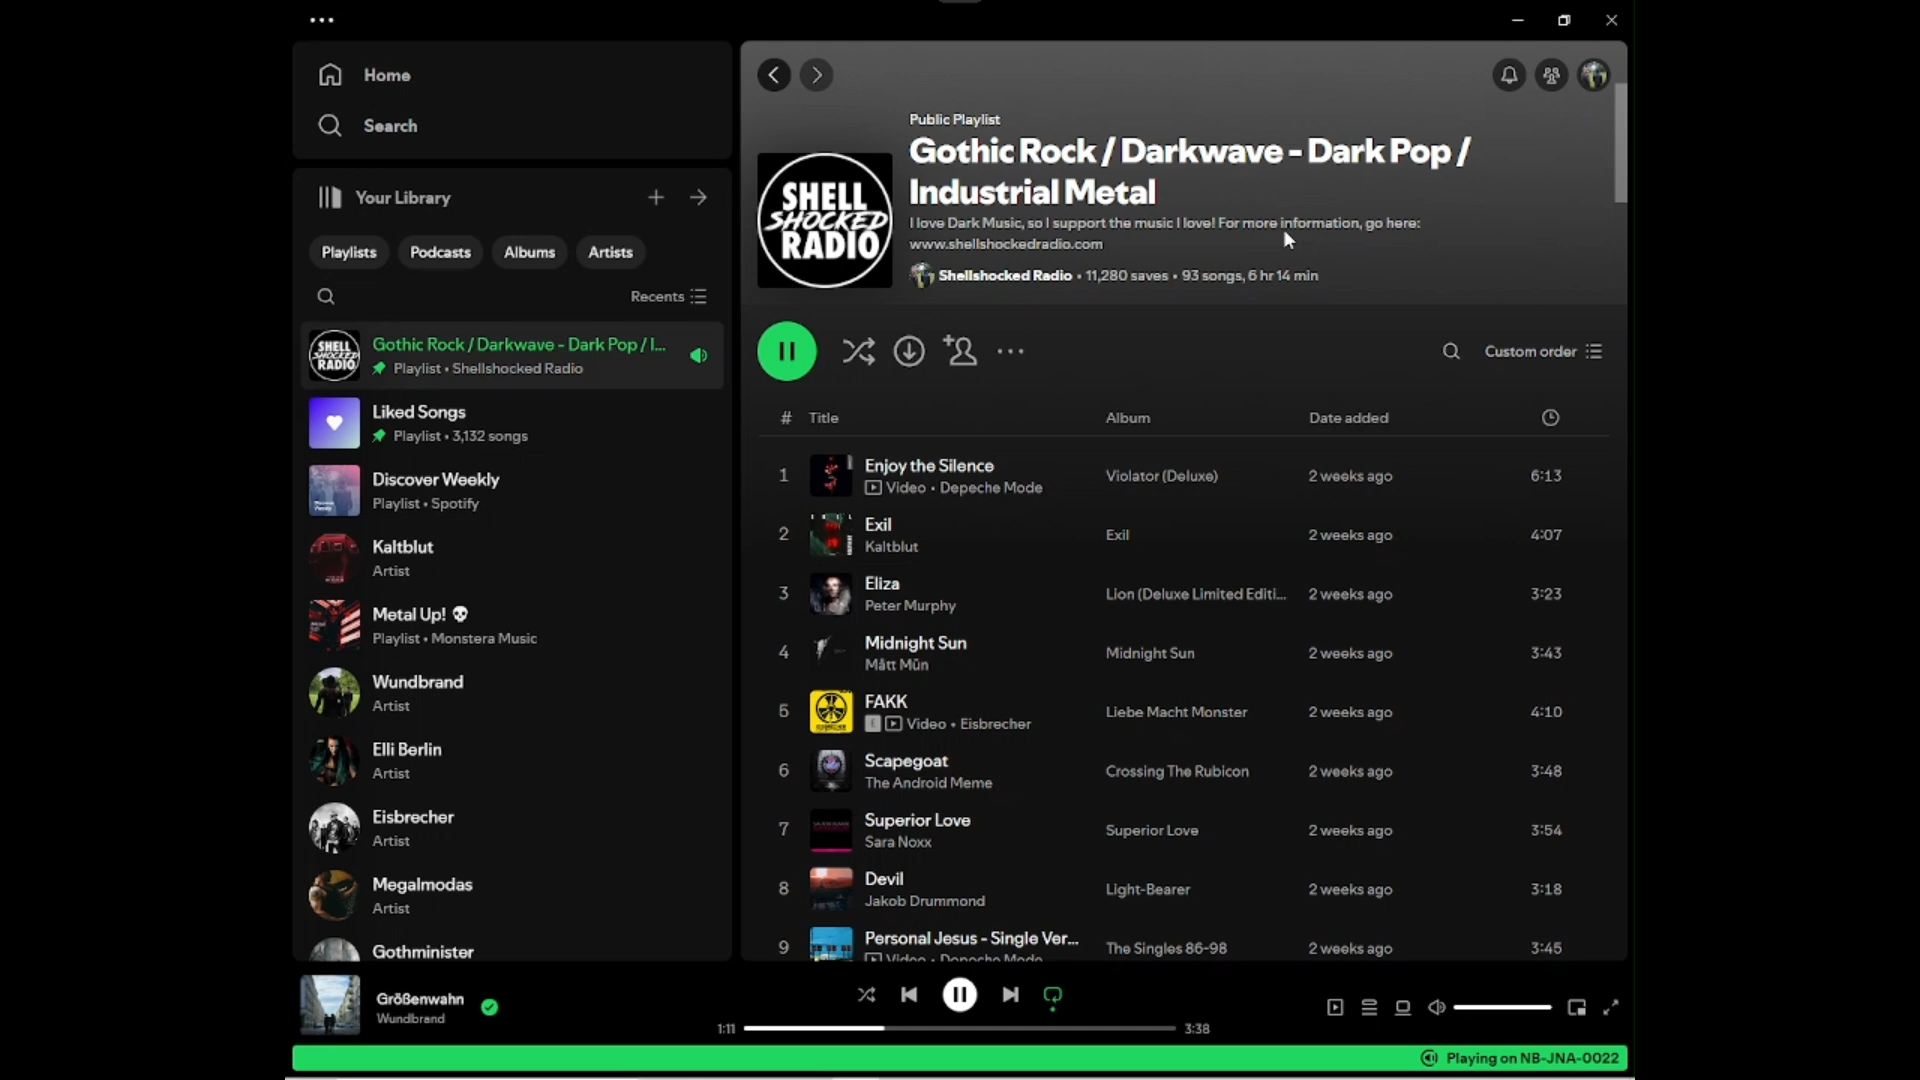 Home
Search
Your Library
Playlists
Podcasts
Albums
Artists
Recents
SHELL SHOCKED RADIO
Gothic Rock / Darkwave - Dark Pop / I...
Playlist • Shellshocked Radio
Liked Songs
Playlist • 3,132 songs
Discover Weekly
Playlist • Spotify
Kaltblut
Artist
Metal Up! 💀
Playlist • Monstera Music
Wundbrand
Artist
Elli Berlin
Artist
Eisbrecher
Artist
Megalmodas
Artist
Gothminister
SHELL
SHOCKED
RADIO
Public Playlist
Gothic Rock / Darkwave - Dark Pop /
Industrial Metal
I love Dark Music, so I support the music I love! For more information, go here:
www.shellshockedradio.com
Shellshocked Radio • 11,280 saves • 93 songs, 6 hr 14 min
Custom order
# Title Album Date added
1 Enjoy the Silence Violator (Deluxe) 2 weeks ago 6:13
Video • Depeche Mode
2 Exil Exil 2 weeks ago 4:07
Kaltblut
3 Eliza Lion (Deluxe Limited Editi... 2 weeks ago 3:23
Peter Murphy
4 Midnight Sun Midnight Sun 2 weeks ago 3:43
Mått Mün
5 FAKK Liebe Macht Monster 2 weeks ago 4:10
E Video • Eisbrecher
6 Scapegoat Crossing The Rubicon 2 weeks ago 3:48
The Android Meme
7 Superior Love Superior Love 2 weeks ago 3:54
Sara Noxx
8 Devil Light-Bearer 2 weeks ago 3:18
Jakob Drummond
9 Personal Jesus - Single Ver... The Singles 86-98 2 weeks ago 3:45
Video • Depeche Mode
Größenwahn
Wundbrand
1:11
3:38
Playing on NB-JNA-0022